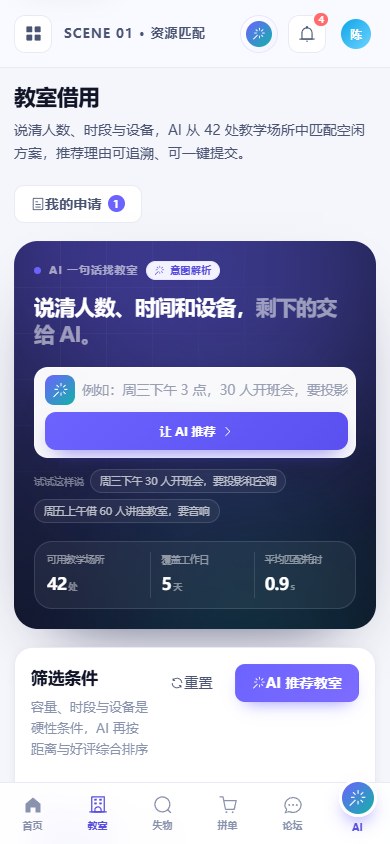 SCENE 01 • 资源匹配
4
陈
教室借用
说清人数、时段与设备，AI 从 42 处教学场所中匹配空闲
方案，推荐理由可追溯、可一键提交。
我的申请 1
AI 一句话找教室 意图解析
说清人数、时间和设备，剩下的交
给 AI。
例如：周三下午 3 点，30 人开班会，要投影
让 AI 推荐
试试这样说 周三下午 30 人开班会，要投影和空调
周五上午借 60 人讲座教室，要音响
可用教学场所 覆盖工作日 平均匹配耗时
42处 5天 0.9s
筛选条件 重置 AI 推荐教室
容量、时段与设备是
硬性条件，AI 再按
距离与好评综合排序
首页 教室 失物 拼单 论坛 AI